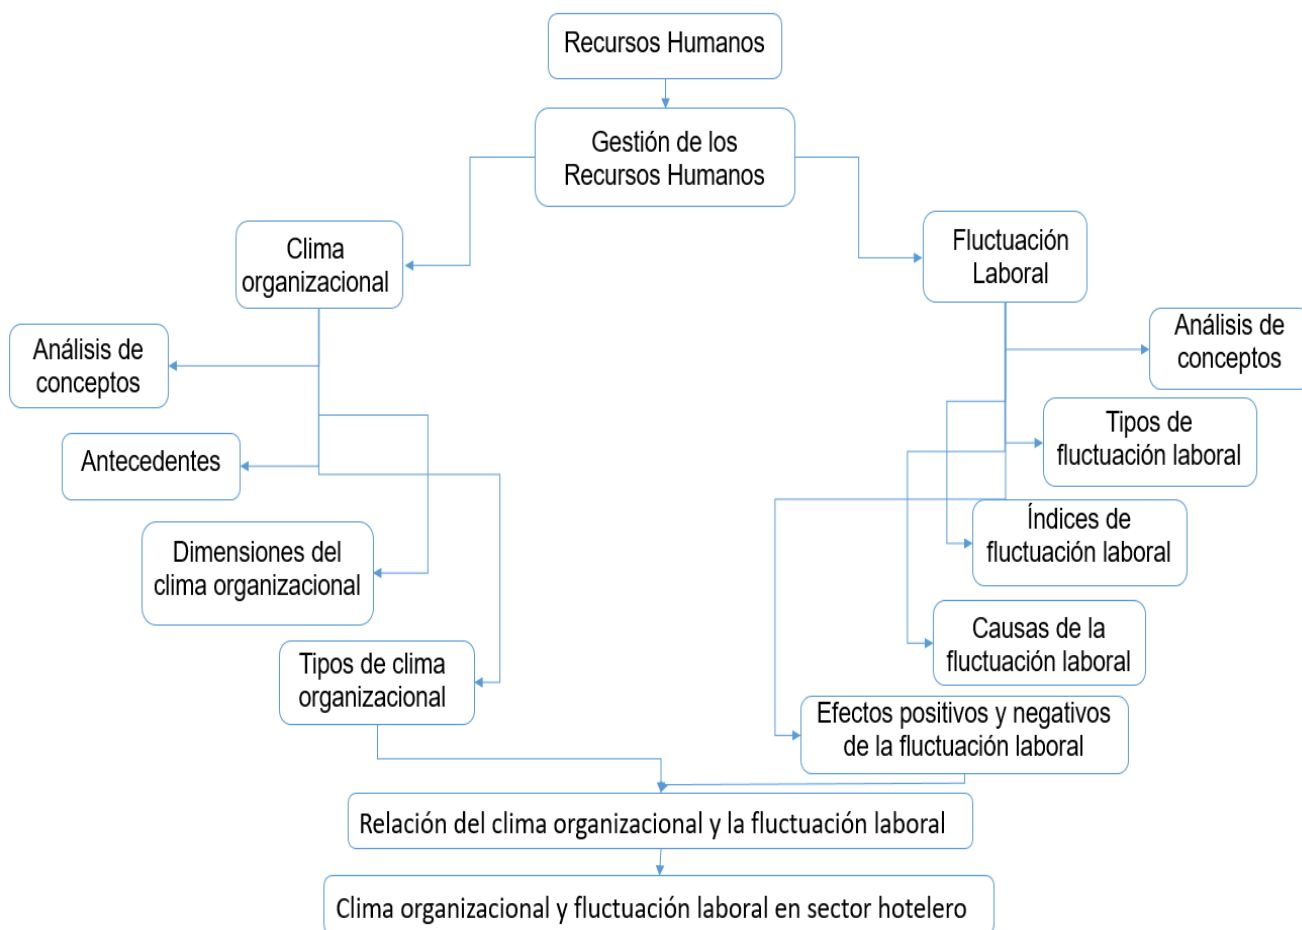 Recursos Humanos
Gestión de los
Recursos Humanos
Clima
organizacional
Fluctuación
Laboral
Análisis de
conceptos
Antecedentes
Dimensiones del
clima organizacional
Tipos de clima
organizacional
Análisis de
conceptos
Tipos de
fluctuación laboral
Índices de
fluctuación laboral
Causas de la
fluctuación laboral
Efectos positivos y negativos
de la fluctuación laboral
Relación del clima organizacional y la fluctuación laboral
Clima organizacional y fluctuación laboral en sector hotelero